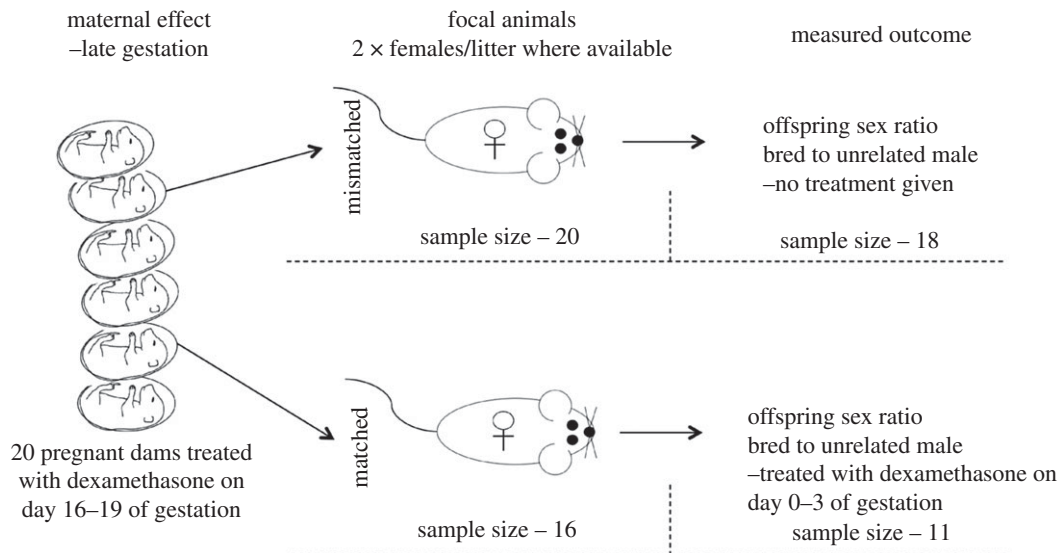 maternal effect
–late gestation
focal animals
2 × females/litter where available
measured outcome
mismatched
offspring sex ratio
bred to unrelated male
–no treatment given
sample size – 20
sample size – 18
matched
offspring sex ratio
bred to unrelated male
–treated with dexamethasone on
day 0–3 of gestation
sample size – 16
sample size – 11
20 pregnant dams treated
with dexamethasone on
day 16–19 of gestation